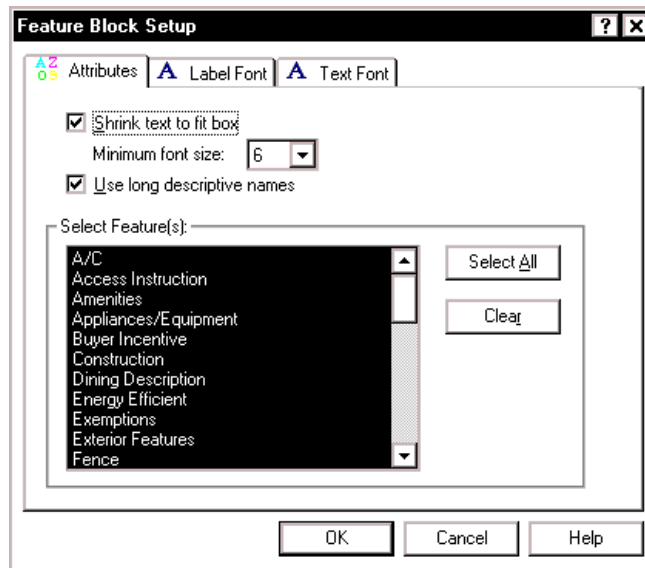 Feature Block Setup
Attributes
Label Font
Text Font
Shrink text to fit box
Minimum font size: 6
Use long descriptive names
Select Feature(s):
A/C
Access Instruction
Amenities
Appliances/Equipment
Buyer Incentive
Construction
Dining Description
Energy Efficient
Exemptions
Exterior Features
Fence
Select All
Clear
OK
Cancel
Help